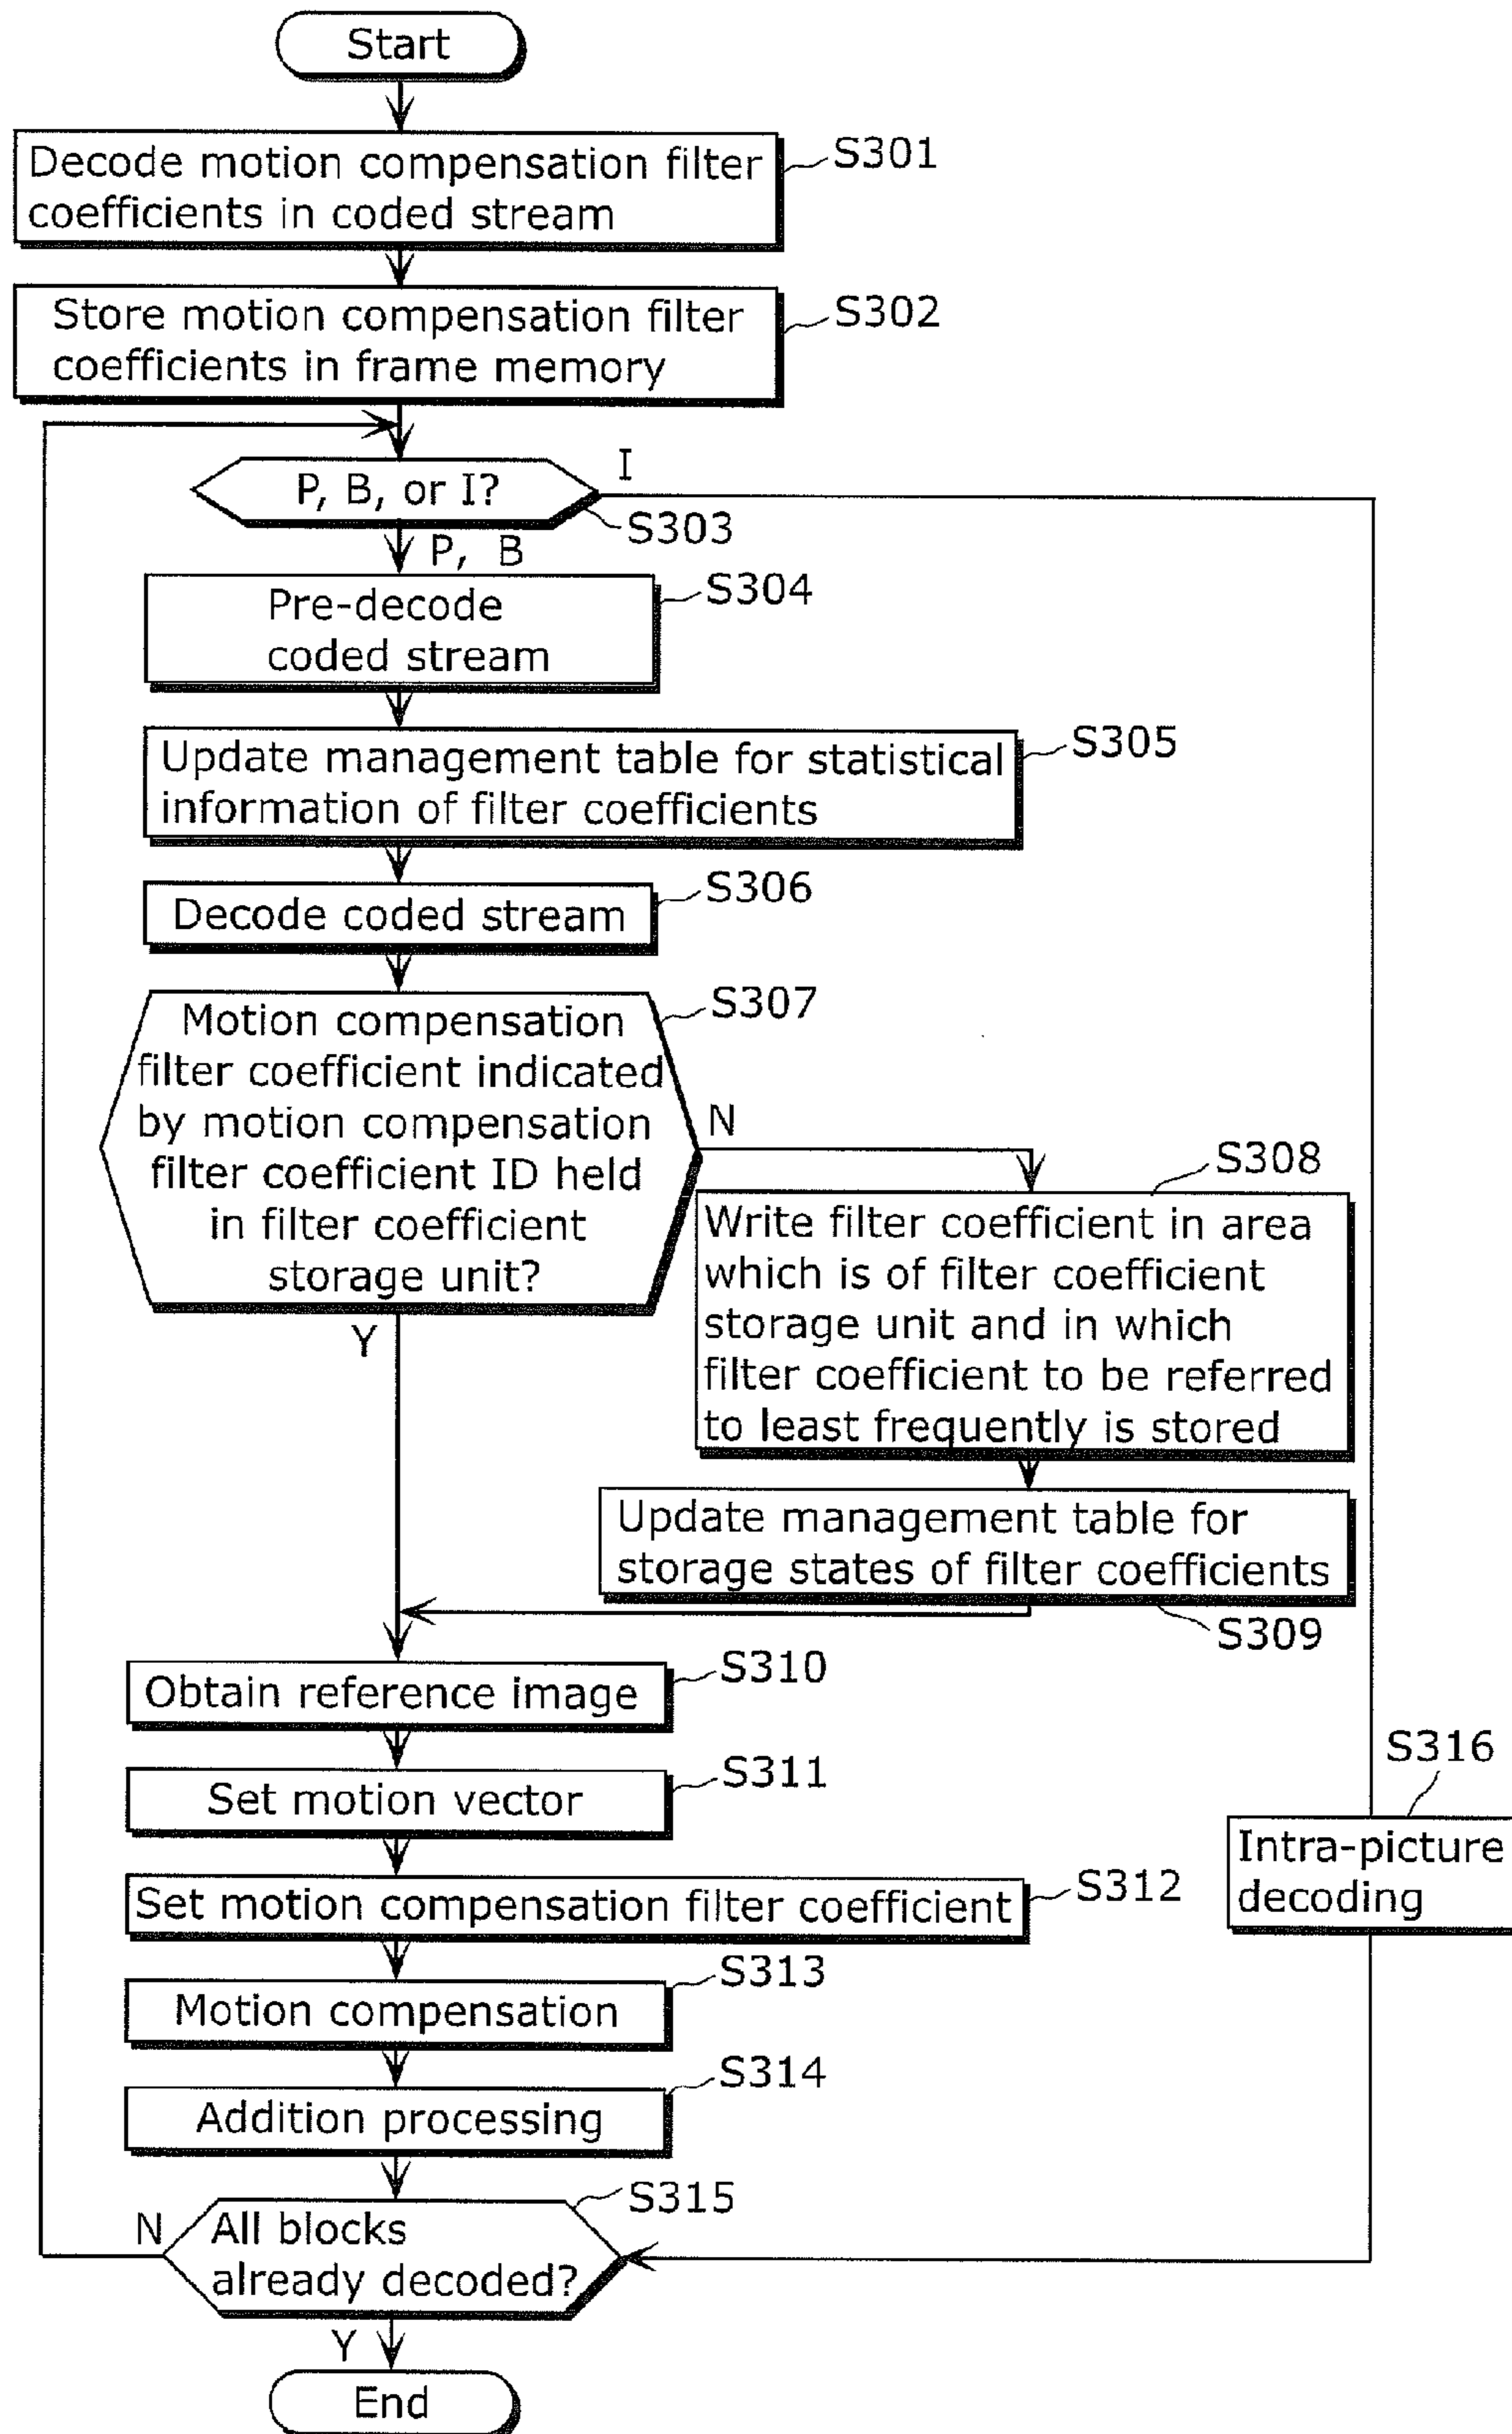 Start
Decode motion compensation filter
coefficients in coded stream
S301
Store motion compensation filter
coefficients in frame memory
S302
P, B, or I?
I
S303
P, B
Pre-decode
coded stream
S304
Update management table for statistical
information of filter coefficients
S305
Decode coded stream
S306
Motion compensation
filter coefficient indicated
by motion compensation
filter coefficient ID held
in filter coefficient
storage unit?
S307
N
Y
S308
Write filter coefficient in area
which is of filter coefficient
storage unit and in which
filter coefficient to be referred
to least frequently is stored
Update management table for
storage states of filter coefficients
S309
Obtain reference image
S310
Set motion vector
S311
Set motion compensation filter coefficient
S312
Motion compensation
S313
Addition processing
S314
S316
Intra-picture
decoding
All blocks
already decoded?
S315
N
Y
End